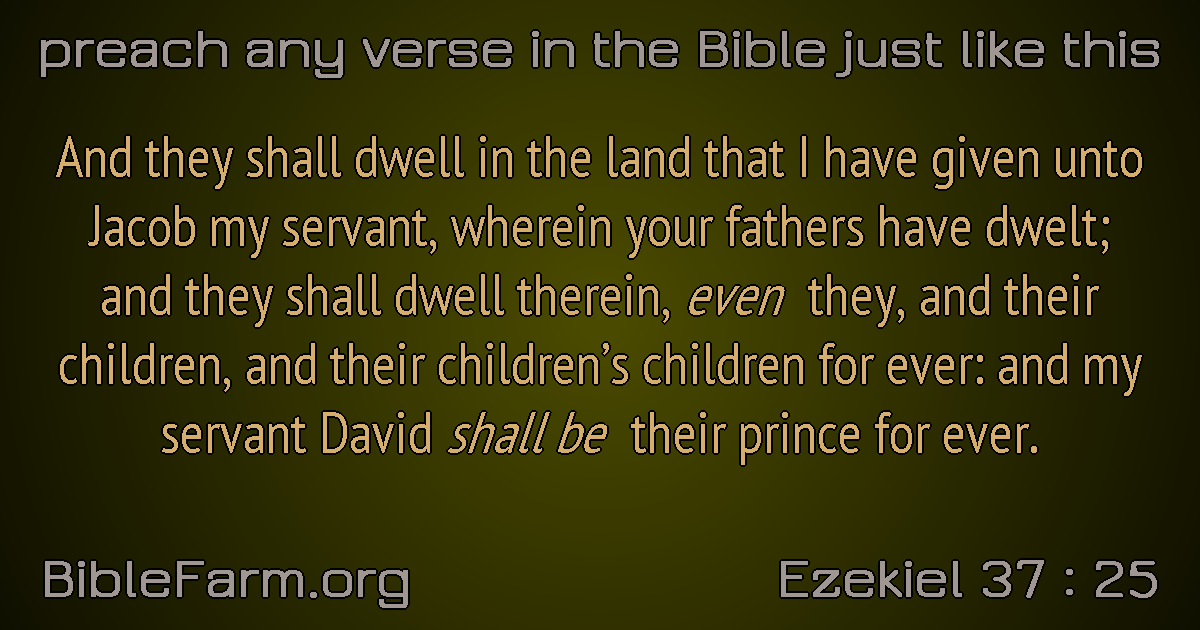 preach any verse in the Bible just like this
And they shall dwell in the land that I have given unto
Jacob my servant, wherein your fathers have dwelt;
and they shall dwell therein, even they, and their
children, and their children’s children for ever: and my
servant David shall be their prince for ever.
BibleFarm.org
Ezekiel 37 : 25